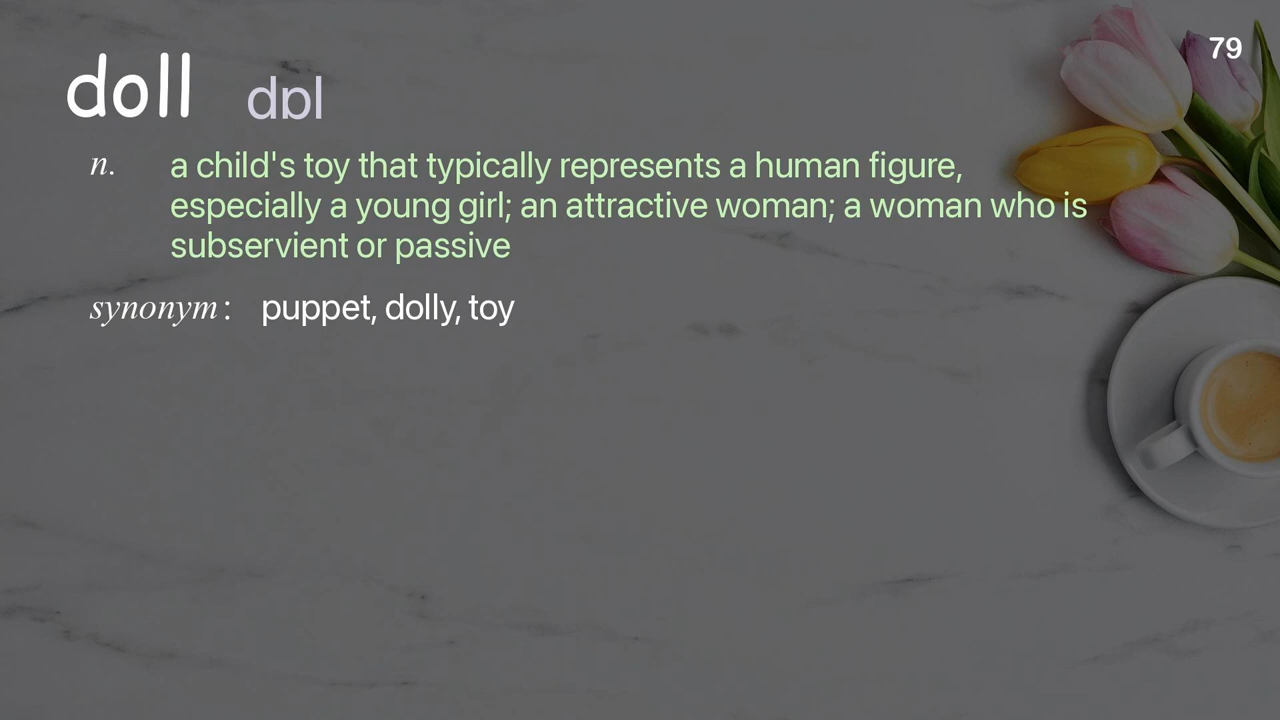 79
doll dɒl
n. a child's toy that typically represents a human figure,
especially a young girl; an attractive woman; a woman who is
subservient or passive
synonym: puppet, dolly, toy